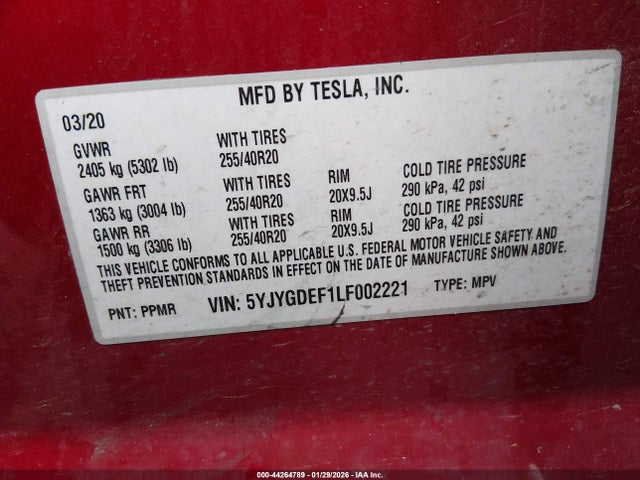 MFD BY TESLA, INC.
03/20
GVWR WITH TIRES
2405 kg (5302 lb) 255/40R20
GAWR FRT WITH TIRES RIM COLD TIRE PRESSURE
1363 kg (3004 lb) 255/40R20 20X9.5J 290 kPa, 42 psi
GAWR RR WITH TIRES RIM COLD TIRE PRESSURE
1500 kg (3306 lb) 255/40R20 20X9.5J 290 kPa, 42 psi
THIS VEHICLE CONFORMS TO ALL APPLICABLE U.S. FEDERAL MOTOR VEHICLE SAFETY AND
THEFT PREVENTION STANDARDS IN EFFECT ON THE DATE OF MANUFACTURE SHOWN ABOVE.
PNT: PPMR VIN: 5YJYGDEF1LF002221 TYPE: MPV
000-44264789 - 01/29/2026 - IAA Inc.